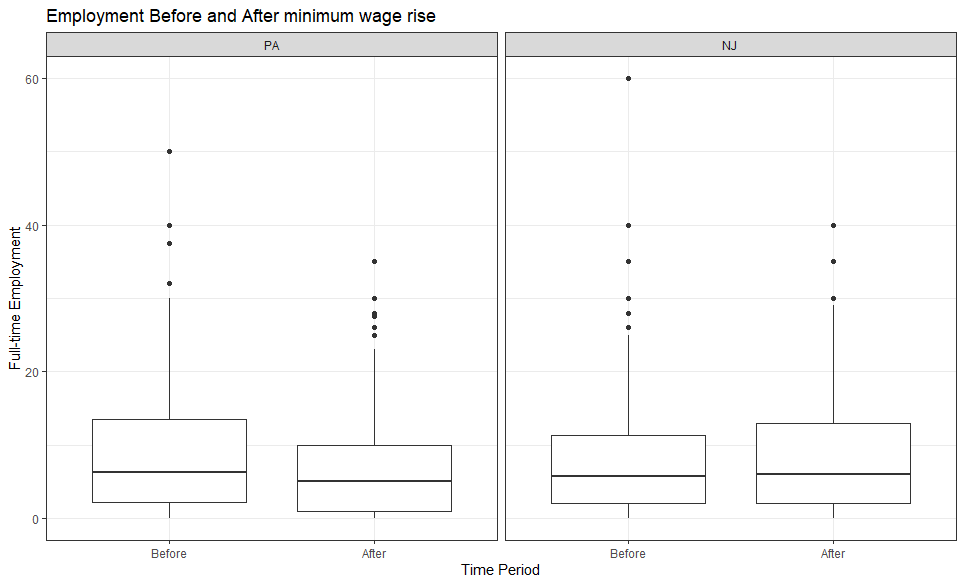 Employment Before and After minimum wage rise
PA
NJ
Full-time Employment
60
40
20
0
Before
After
Before
After
Time Period